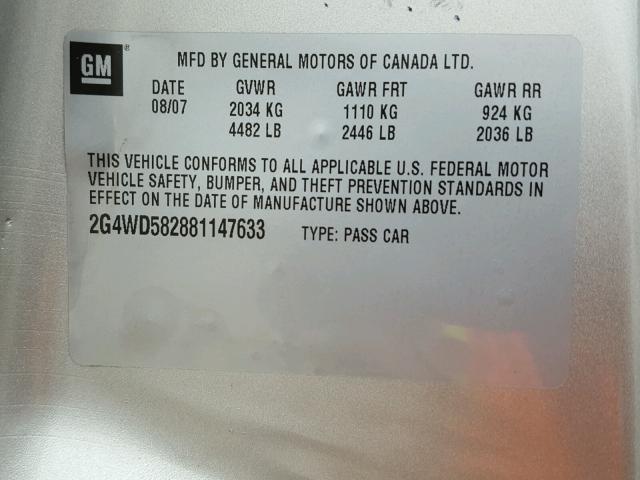 GM ® MFD BY GENERAL MOTORS OF CANADA LTD.
DATE GVWR GAWR FRT GAWR RR
08/07 2034 KG 1110 KG 924 KG
4482 LB 2446 LB 2036 LB
THIS VEHICLE CONFORMS TO ALL APPLICABLE U.S. FEDERAL MOTOR
VEHICLE SAFETY, BUMPER, AND THEFT PREVENTION STANDARDS IN
EFFECT ON THE DATE OF MANUFACTURE SHOWN ABOVE.
2G4WD582881147633 TYPE: PASS CAR